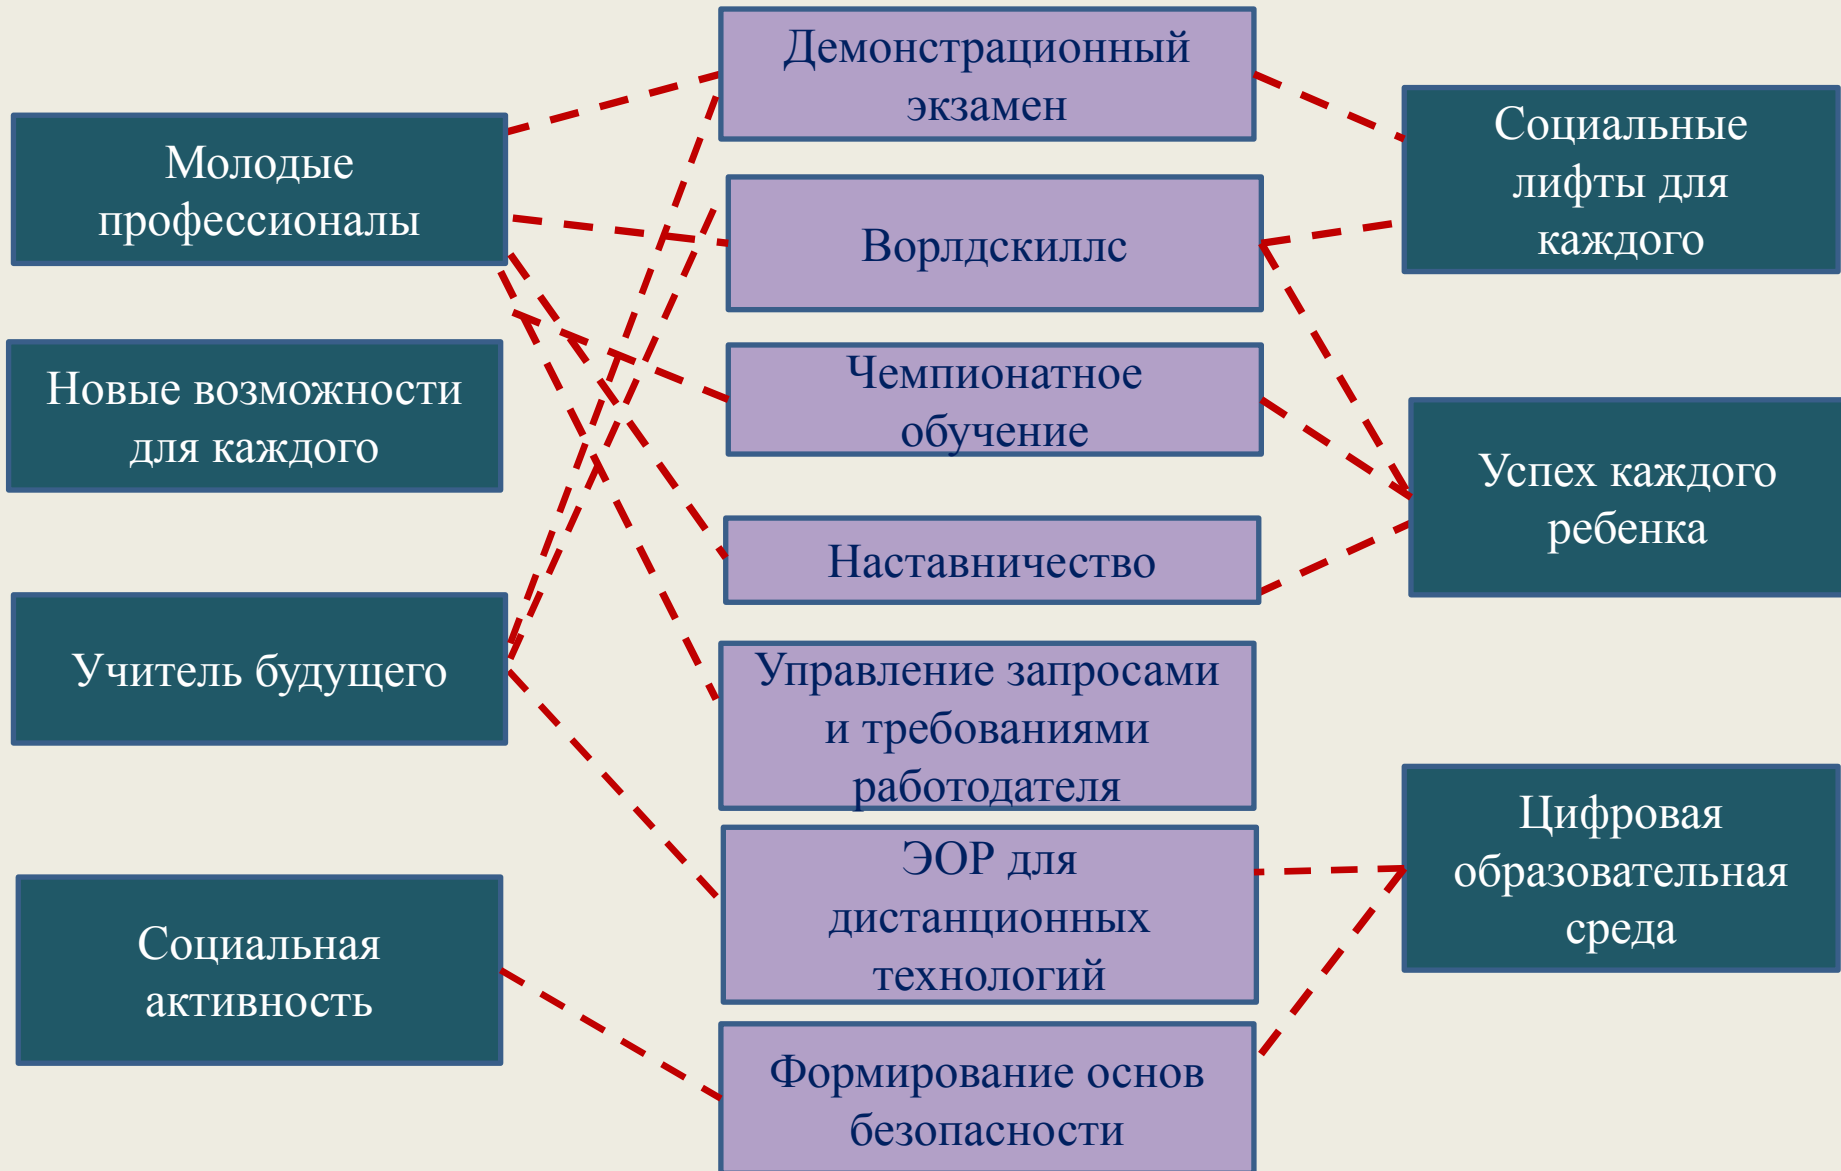 Молодые
профессионалы
Новые возможности
для каждого
Учитель будущего
Социальная
активность
Демонстрационный
экзамен
Ворлдскиллс
Чемпионатное
обучение
Наставничество
Управление запросами
и требованиями
работодателя
ЭОР для
дистанционных
технологий
Формирование основ
безопасности
Социальные
лифты для
каждого
Успех каждого
ребенка
Цифровая
образовательная
среда